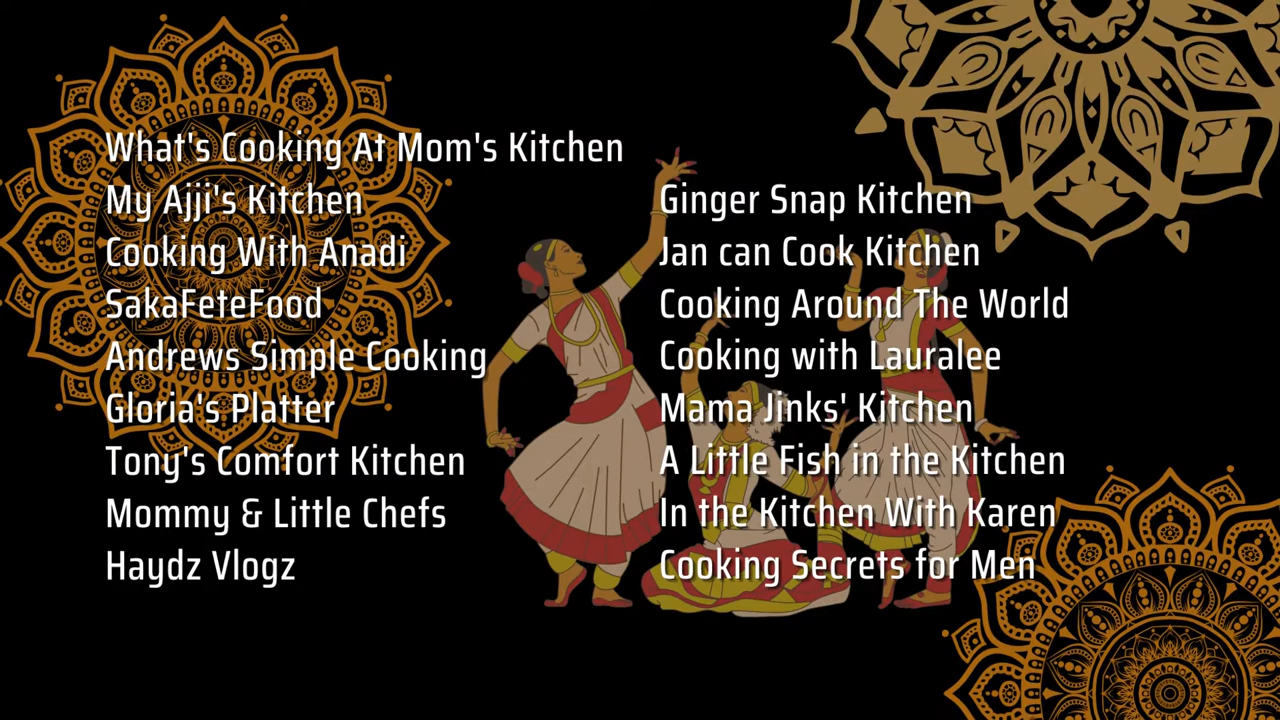 What's Cooking At Mom's Kitchen
My Ajji's Kitchen
Cooking With Anadi
SakaFeteFood
Andrews Simple Cooking
Gloria's Platter
Tony's Comfort Kitchen
Mommy & Little Chefs
Haydz Vlogz
Ginger Snap Kitchen
Jan can Cook Kitchen
Cooking Around The World
Cooking with Lauralee
Mama Jinks' Kitchen
A Little Fish in the Kitchen
In the Kitchen With Karen
Cooking Secrets for Men